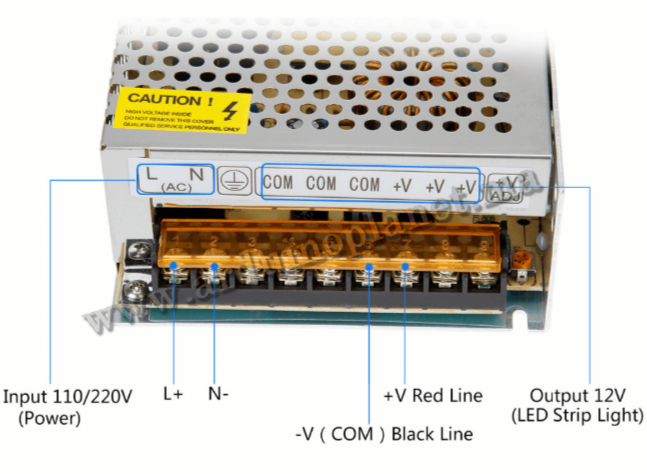 CAUTION !
HIGH VOLTAGE INSIDE
DO NOT REMOVE THIS COVER
QUALIFIED SERVICE PERSONNEL ONLY
L N
(AC)
COM COM COM +V +V +V
+V
ADJ
1 2 3 4 5 6 7 8 9
L+ N-
Input 110/220V
(Power)
+V Red Line
Output 12V
(LED Strip Light)
-V ( COM ) Black Line